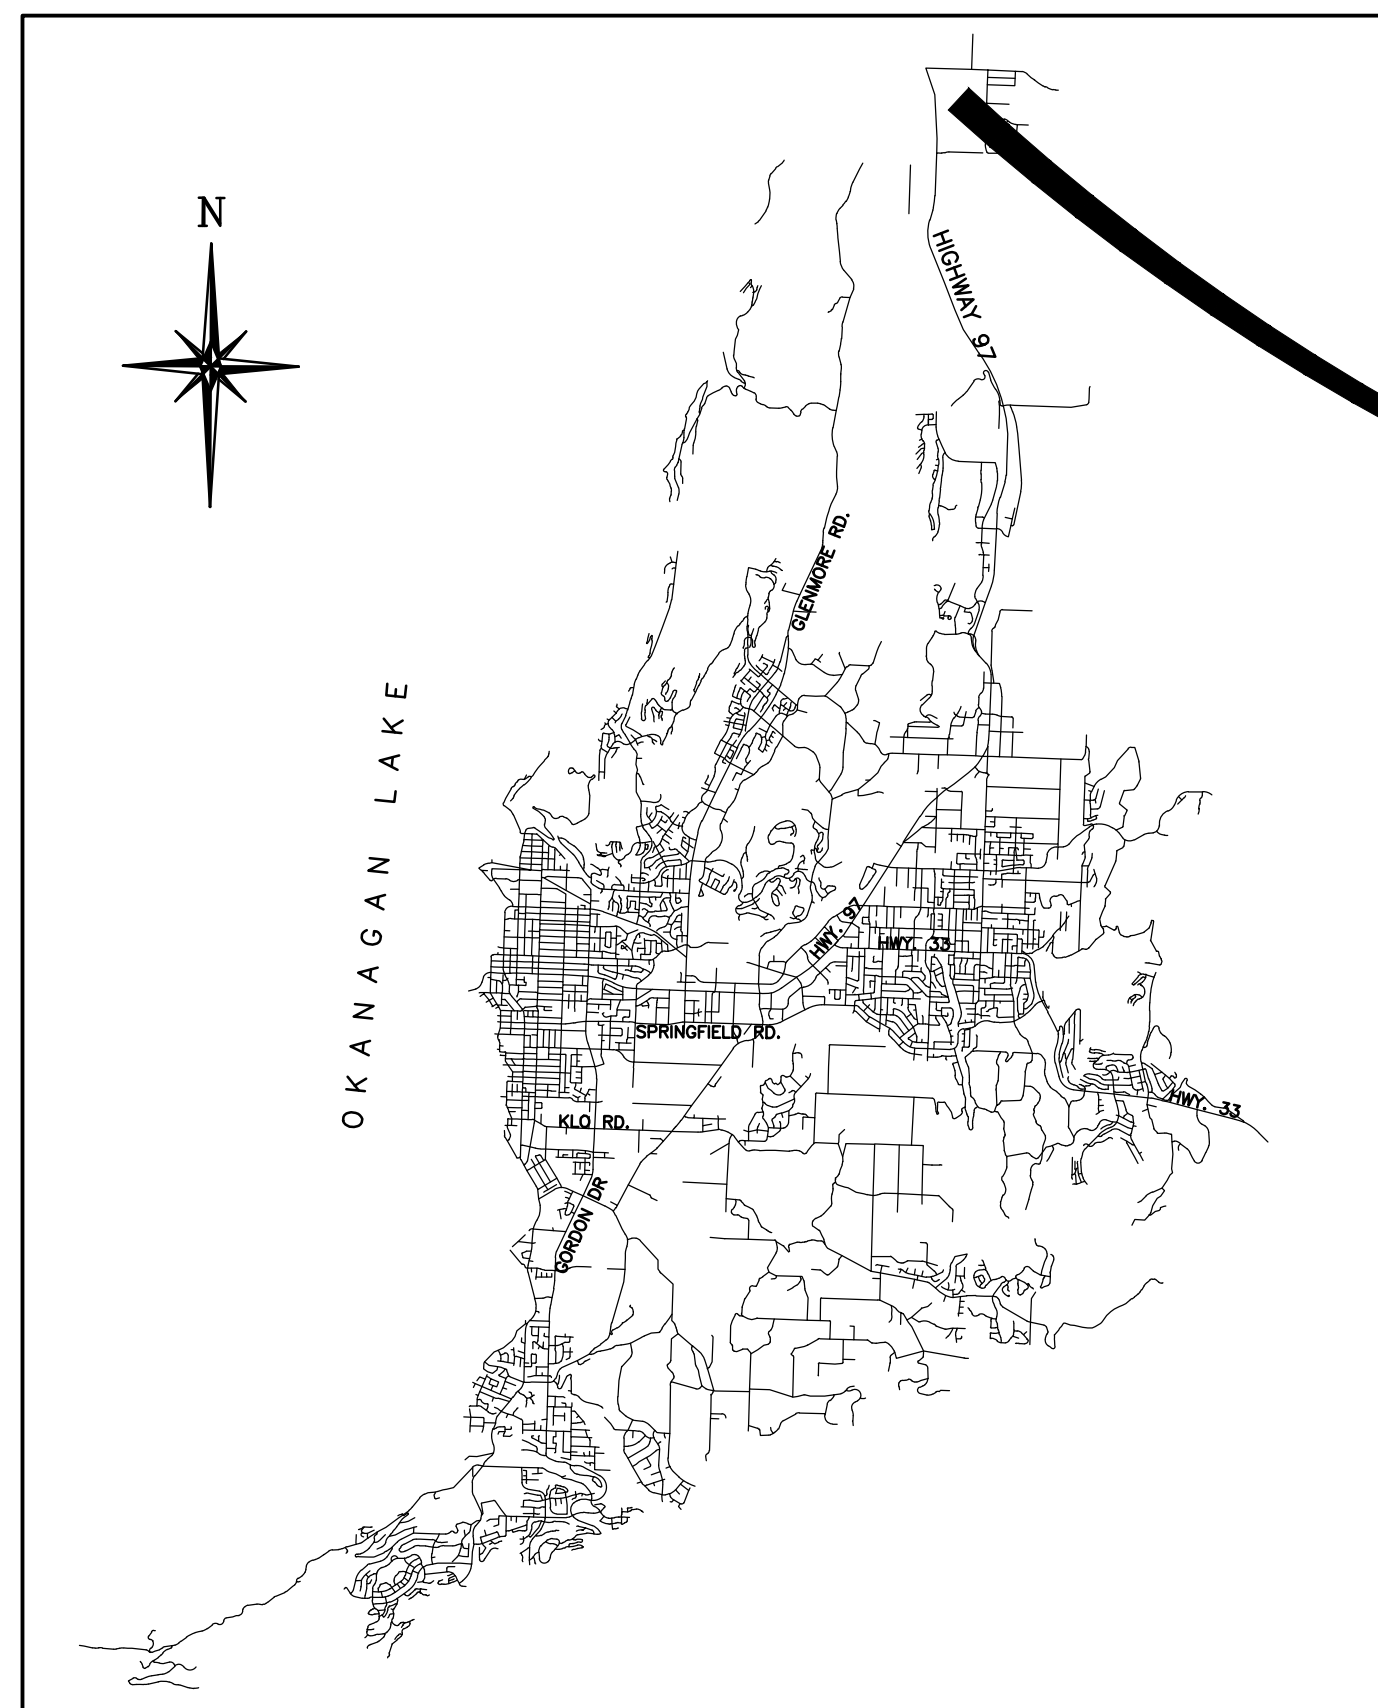 N
HIGHWAY 97
GLENMORE RD.
OKANAGAN LAKE
HWY. 97
HWY. 33
SPRINGFIELD RD.
HWY. 33
KLO RD.
GORDON DR